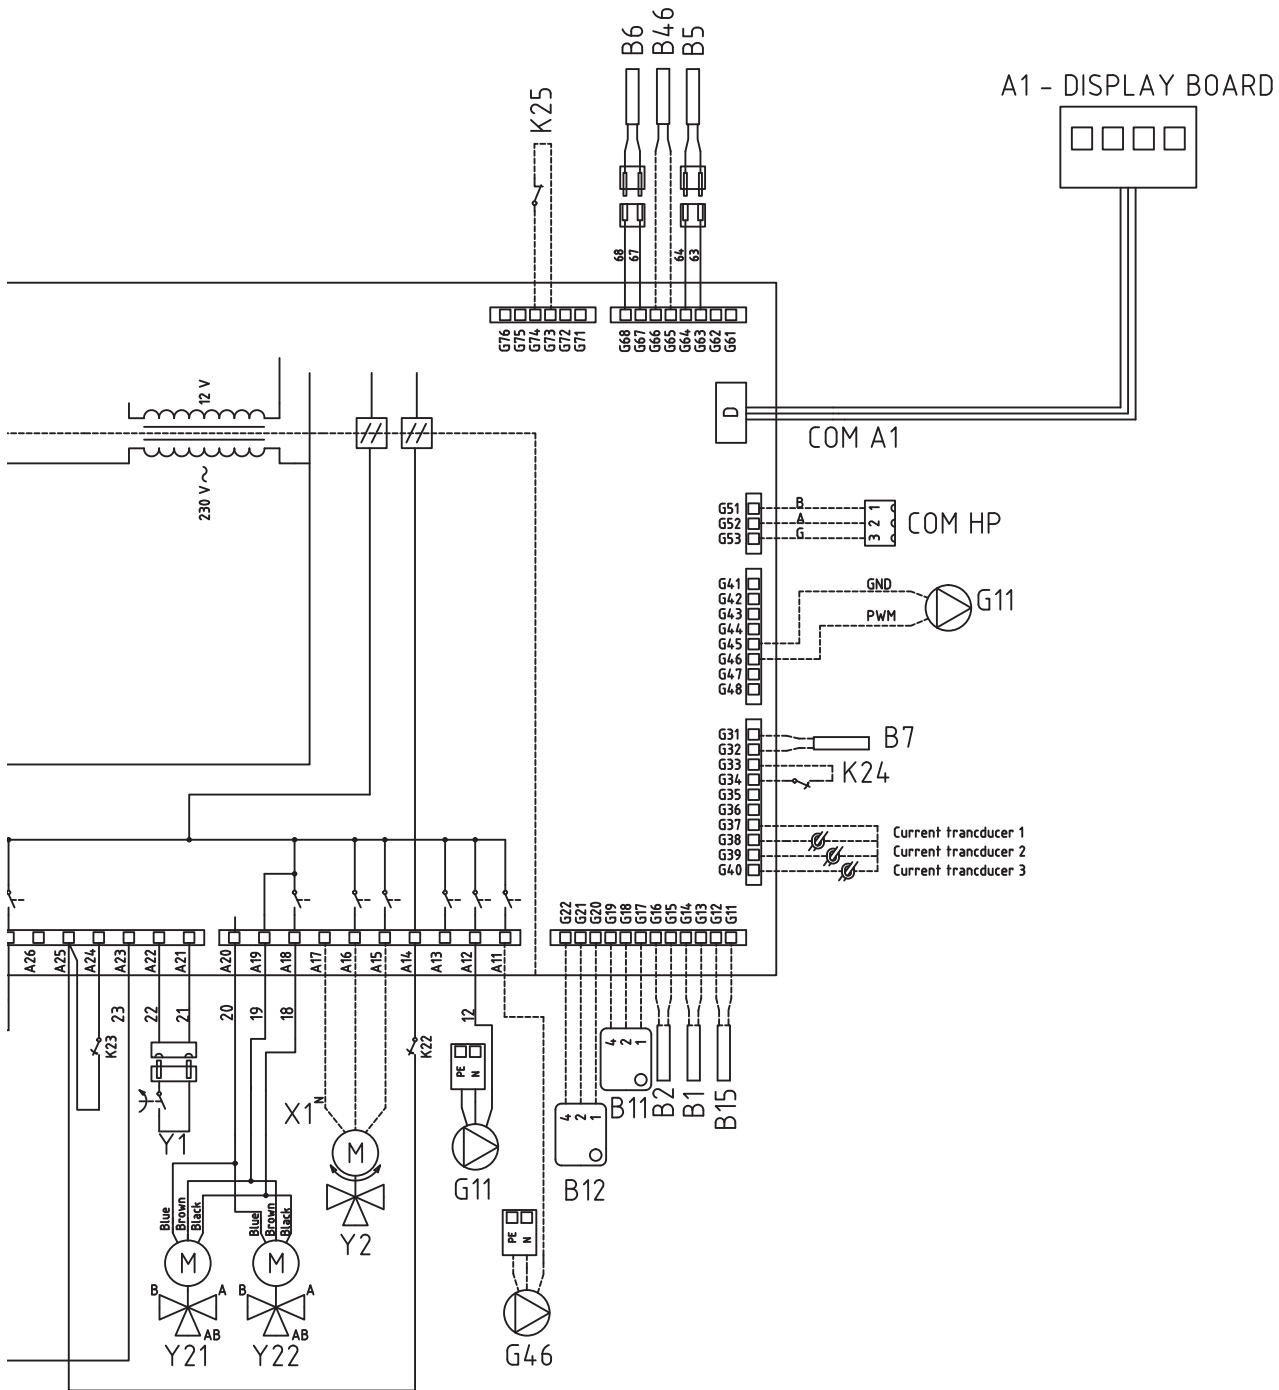 B6
B46
B5
K25
A1 - DISPLAY BOARD
68
67
64
63
G76
G75
G74
G73
G72
G71
G68
G67
G66
G65
G64
G63
G62
G61
12 V
230 V ~
D
COM A1
G51
G52
G53
B
A
G
1
2
3
COM HP
G41
G42
G43
G44
G45
G46
G47
G48
GND
PWM
G11
G31
G32
G33
G34
G35
G36
G37
G38
G39
G40
B7
K24
Current trancducer 1
Current trancducer 2
Current trancducer 3
G22
G21
G20
G19
G18
G17
G16
G15
G14
G13
G12
G11
A26
A25
A24
A23
A22
A21
A20
A19
A18
A17
A16
A15
A14
A13
A12
A11
23
22
21
20
19
18
12
K23
K22
Y1
X1
N
M
Y2
PE
N
G11
4
2
1
B11
4
2
1
B12
B2
B1
B15
Blue
Brown
Black
Blue
Brown
Black
M
M
B
A
AB
B
A
AB
Y21
Y22
PE
N
G46